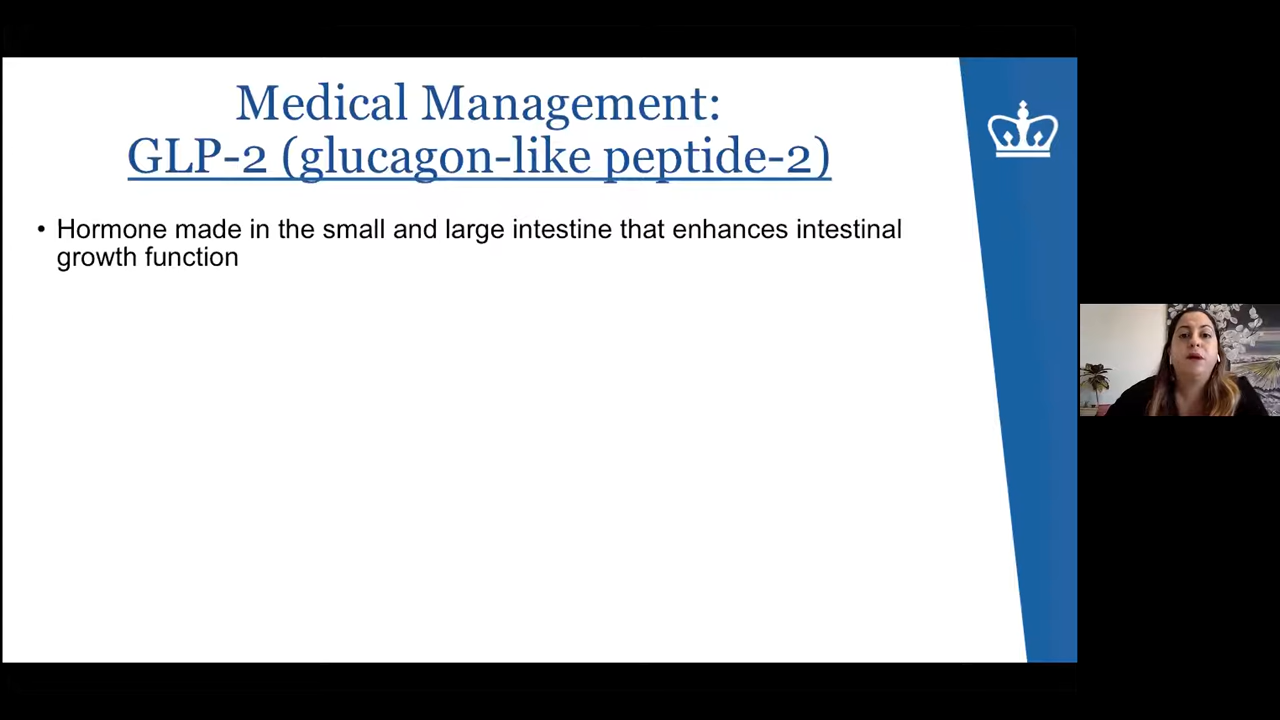 Medical Management:
GLP-2 (glucagon-like peptide-2)
• Hormone made in the small and large intestine that enhances intestinal
growth function